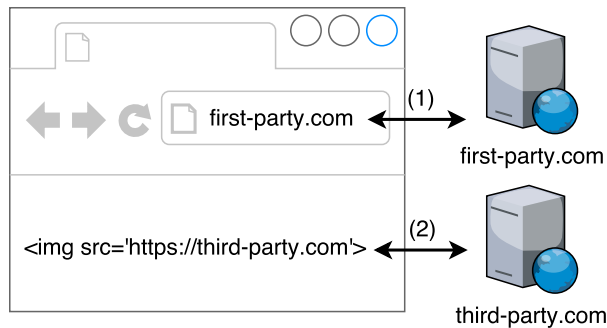 first-party.com
(1)
first-party.com
<img src='https://third-party.com'>
(2)
third-party.com